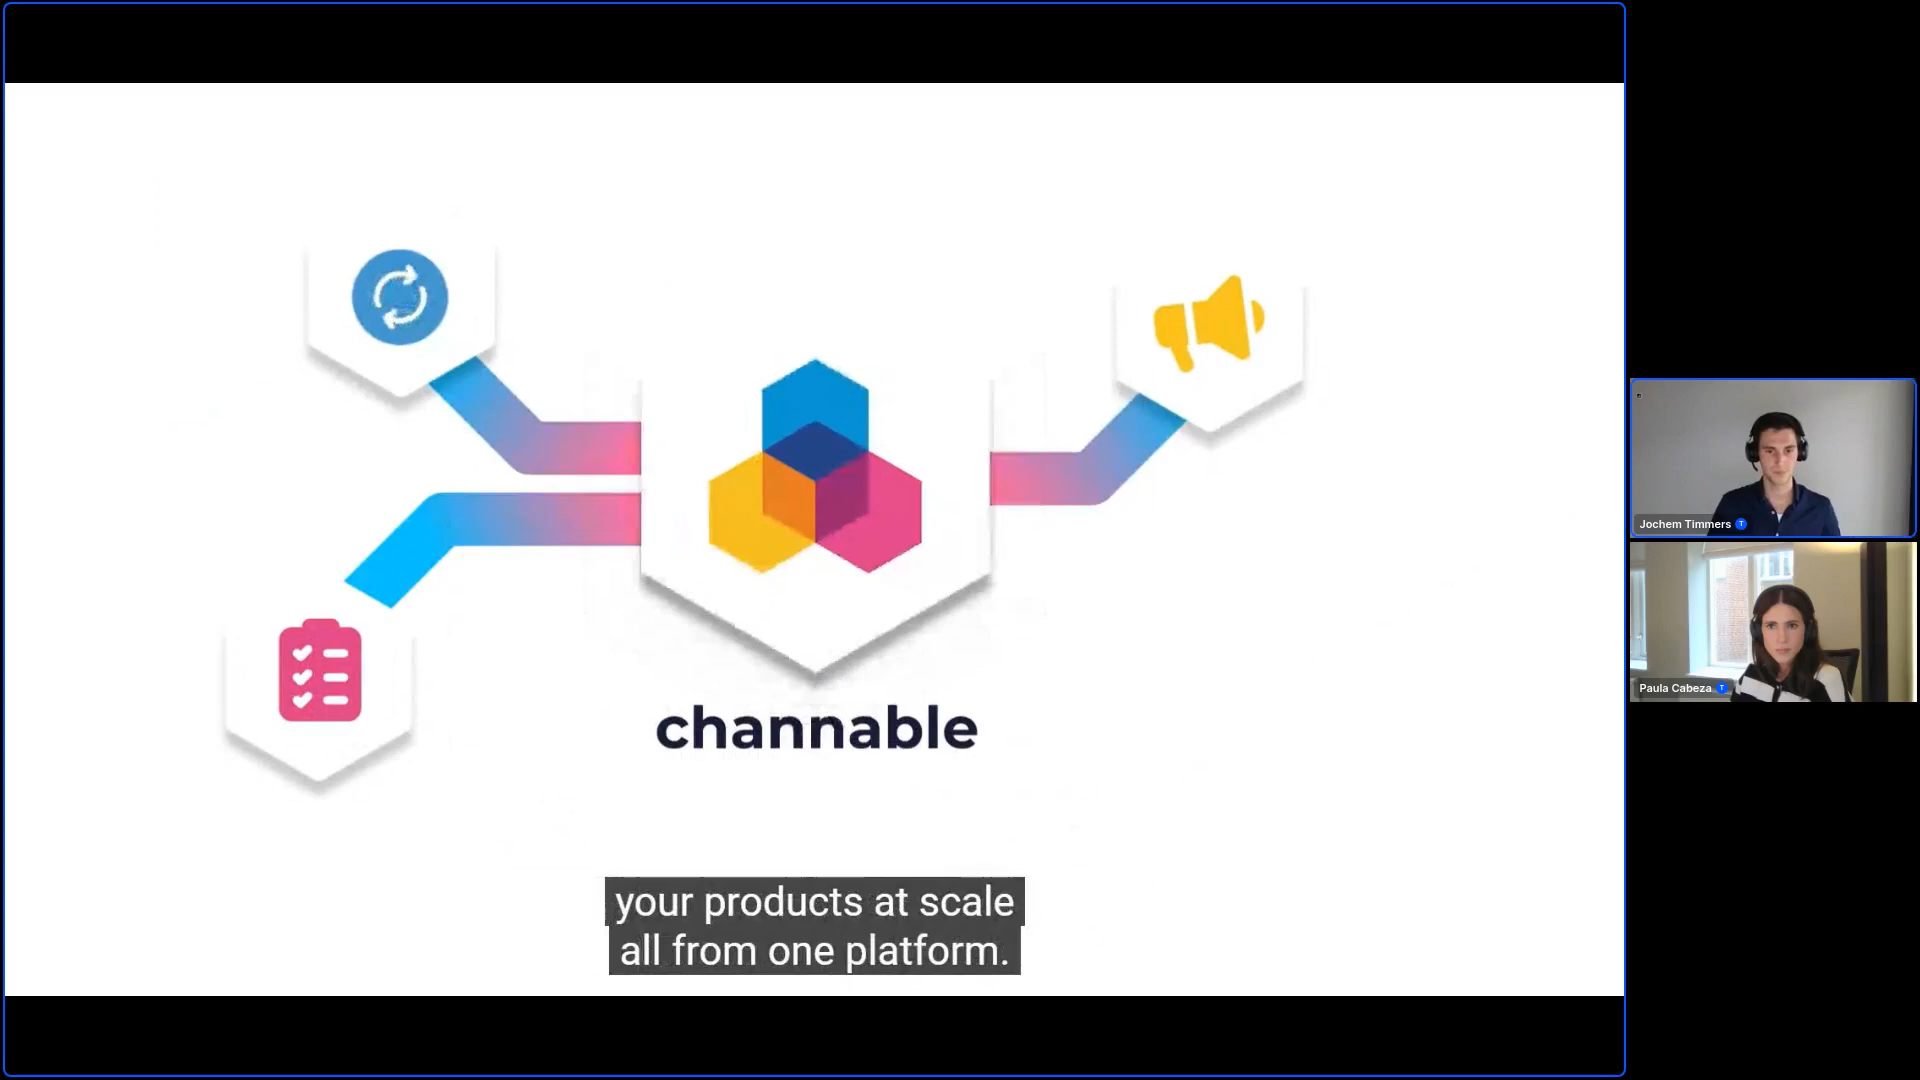 channable
your products at scale
all from one platform.
Jochem Timmers T
Paula Cabeza T